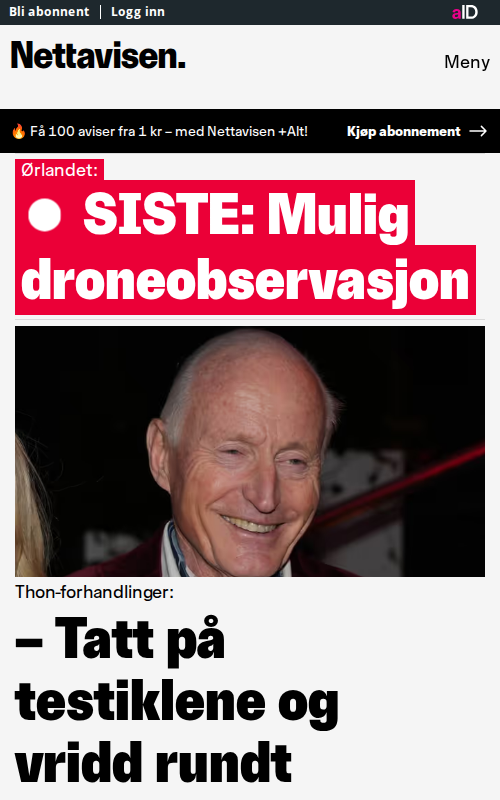 Bli abonnent | Logg inn
aID
Nettavisen.
Meny
🔥 Få 100 aviser fra 1 kr – med Nettavisen +Alt!
Kjøp abonnement →
Ørlandet:
SISTE: Mulig
droneobservasjon
Thon-forhandlinger:
– Tatt på
testiklene og
vridd rundt